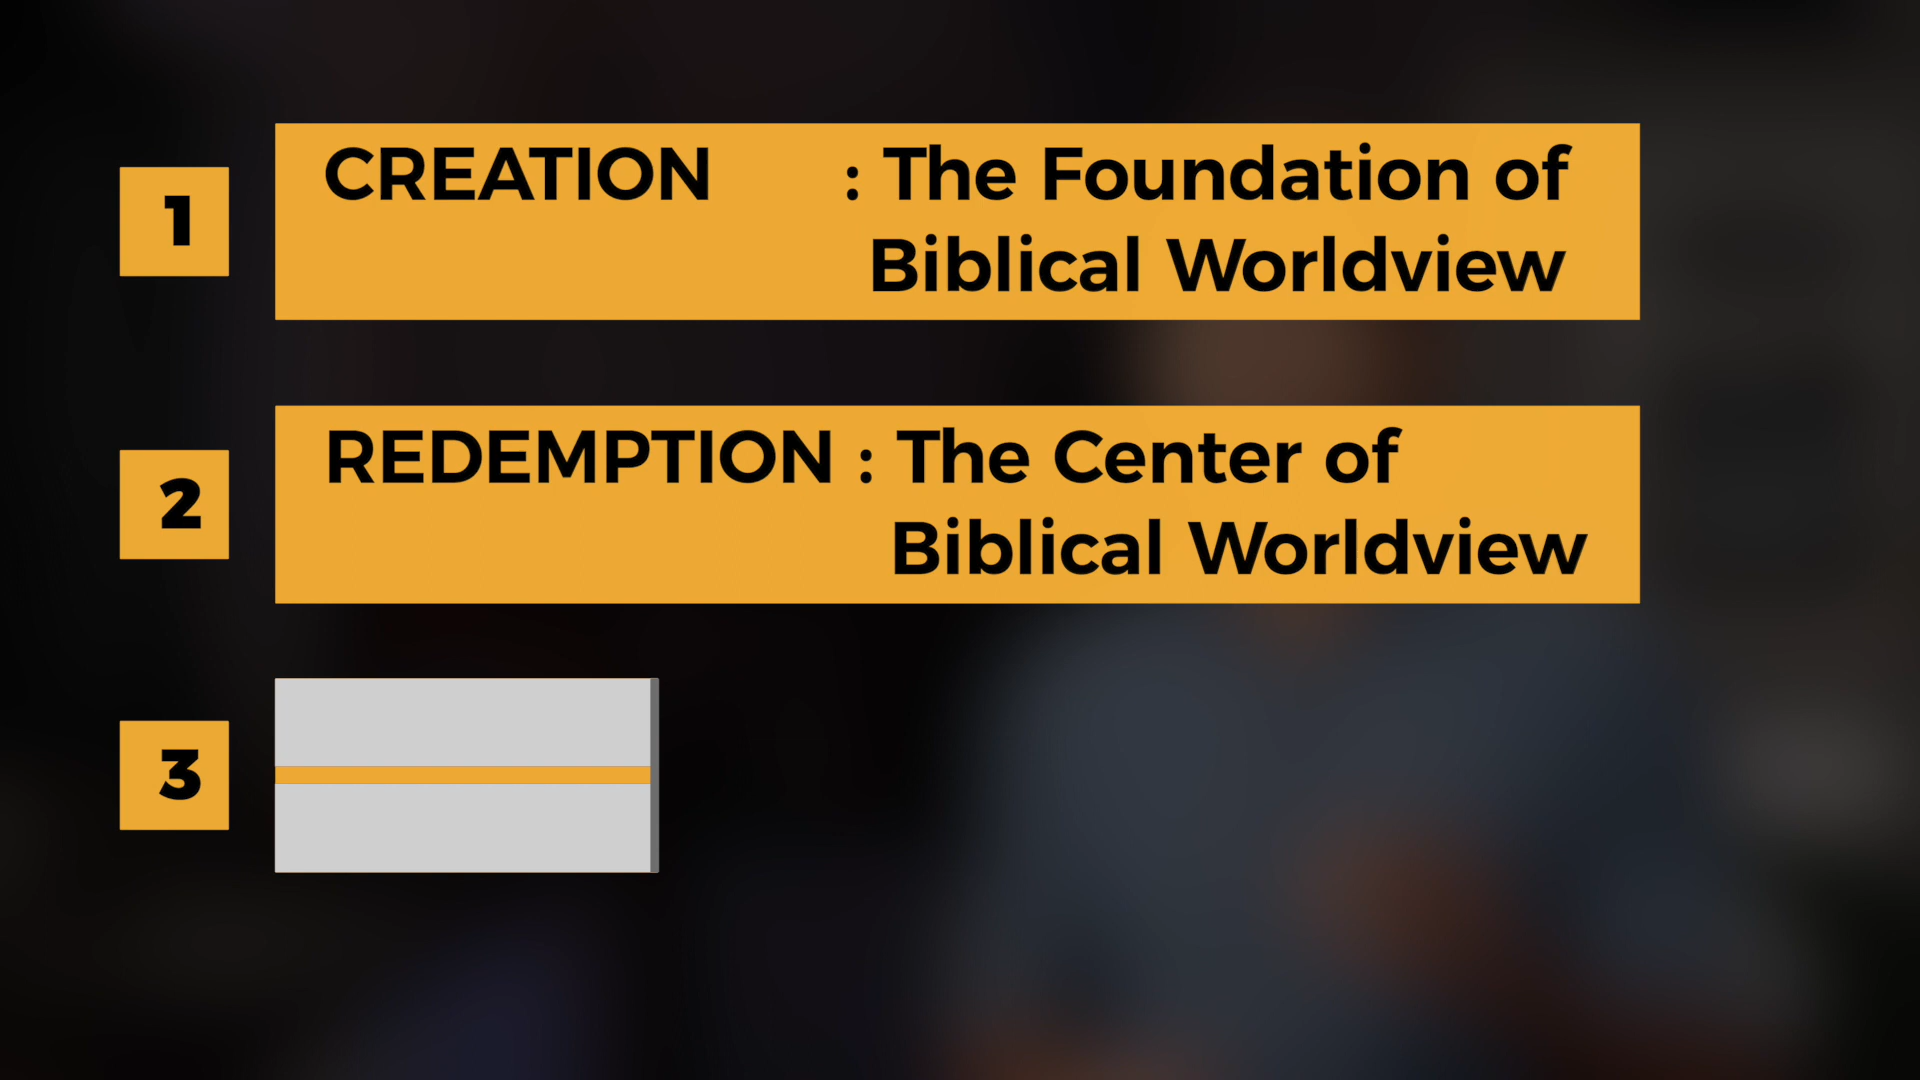 1
CREATION : The Foundation of
Biblical Worldview
2
REDEMPTION : The Center of
Biblical Worldview
3